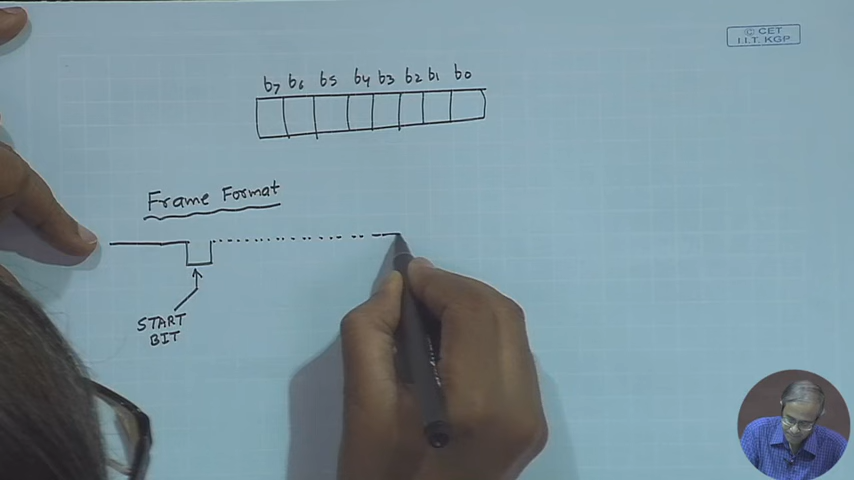 © CET
I.I.T. KGP
b7 b6 b5 b4 b3 b2 b1 b0
Frame Format
START
BIT